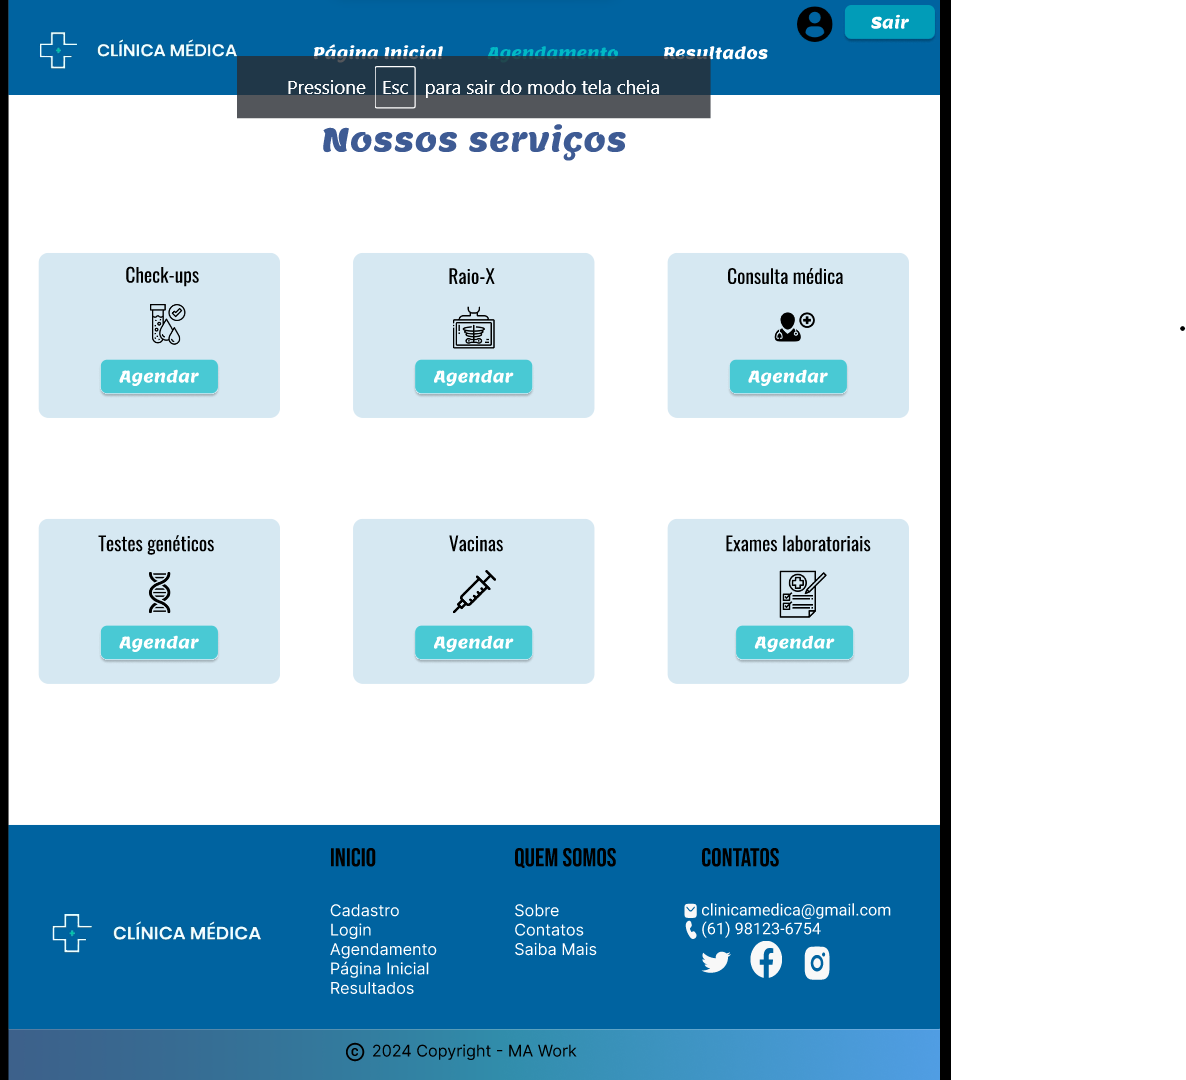 Sair
CLÍNICA MÉDICA
Página Inicial Agendamento Resultados
Pressione Esc para sair do modo tela cheia
Nossos serviços
Check-ups
Agendar
Raio-X
Agendar
Consulta médica
Agendar
Testes genéticos
Agendar
Vacinas
Agendar
Exames laboratoriais
Agendar
CLÍNICA MÉDICA
INICIO
Cadastro
Login
Agendamento
Página Inicial
Resultados
QUEM SOMOS
Sobre
Contatos
Saiba Mais
CONTATOS
clinicamedica@gmail.com
(61) 98123-6754
© 2024 Copyright - MA Work